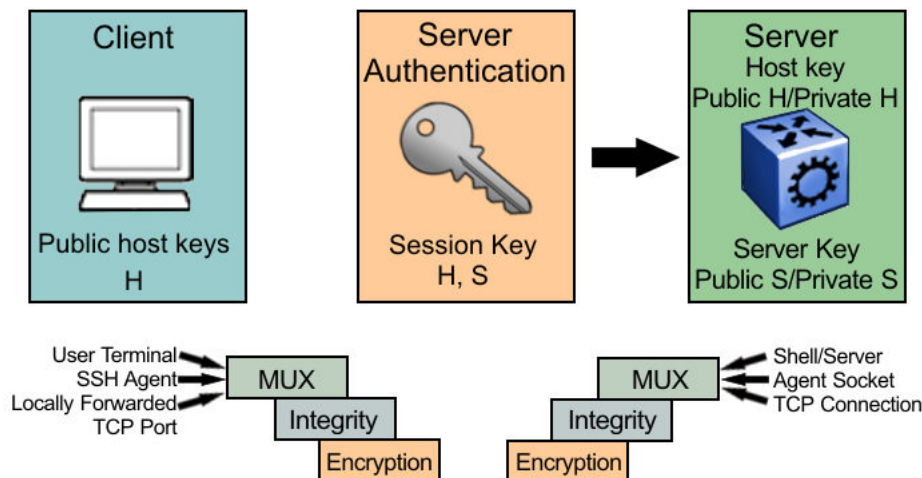 Client
Public host keys
H
Server
Authentication
Session Key
H, S
Server
Host key
Public H/Private H
Server Key
Public S/Private S
User Terminal
SSH Agent
Locally Forwarded
TCP Port
MUX
Integrity
Encryption
MUX
Integrity
Encryption
Shell/Server
Agent Socket
TCP Connection